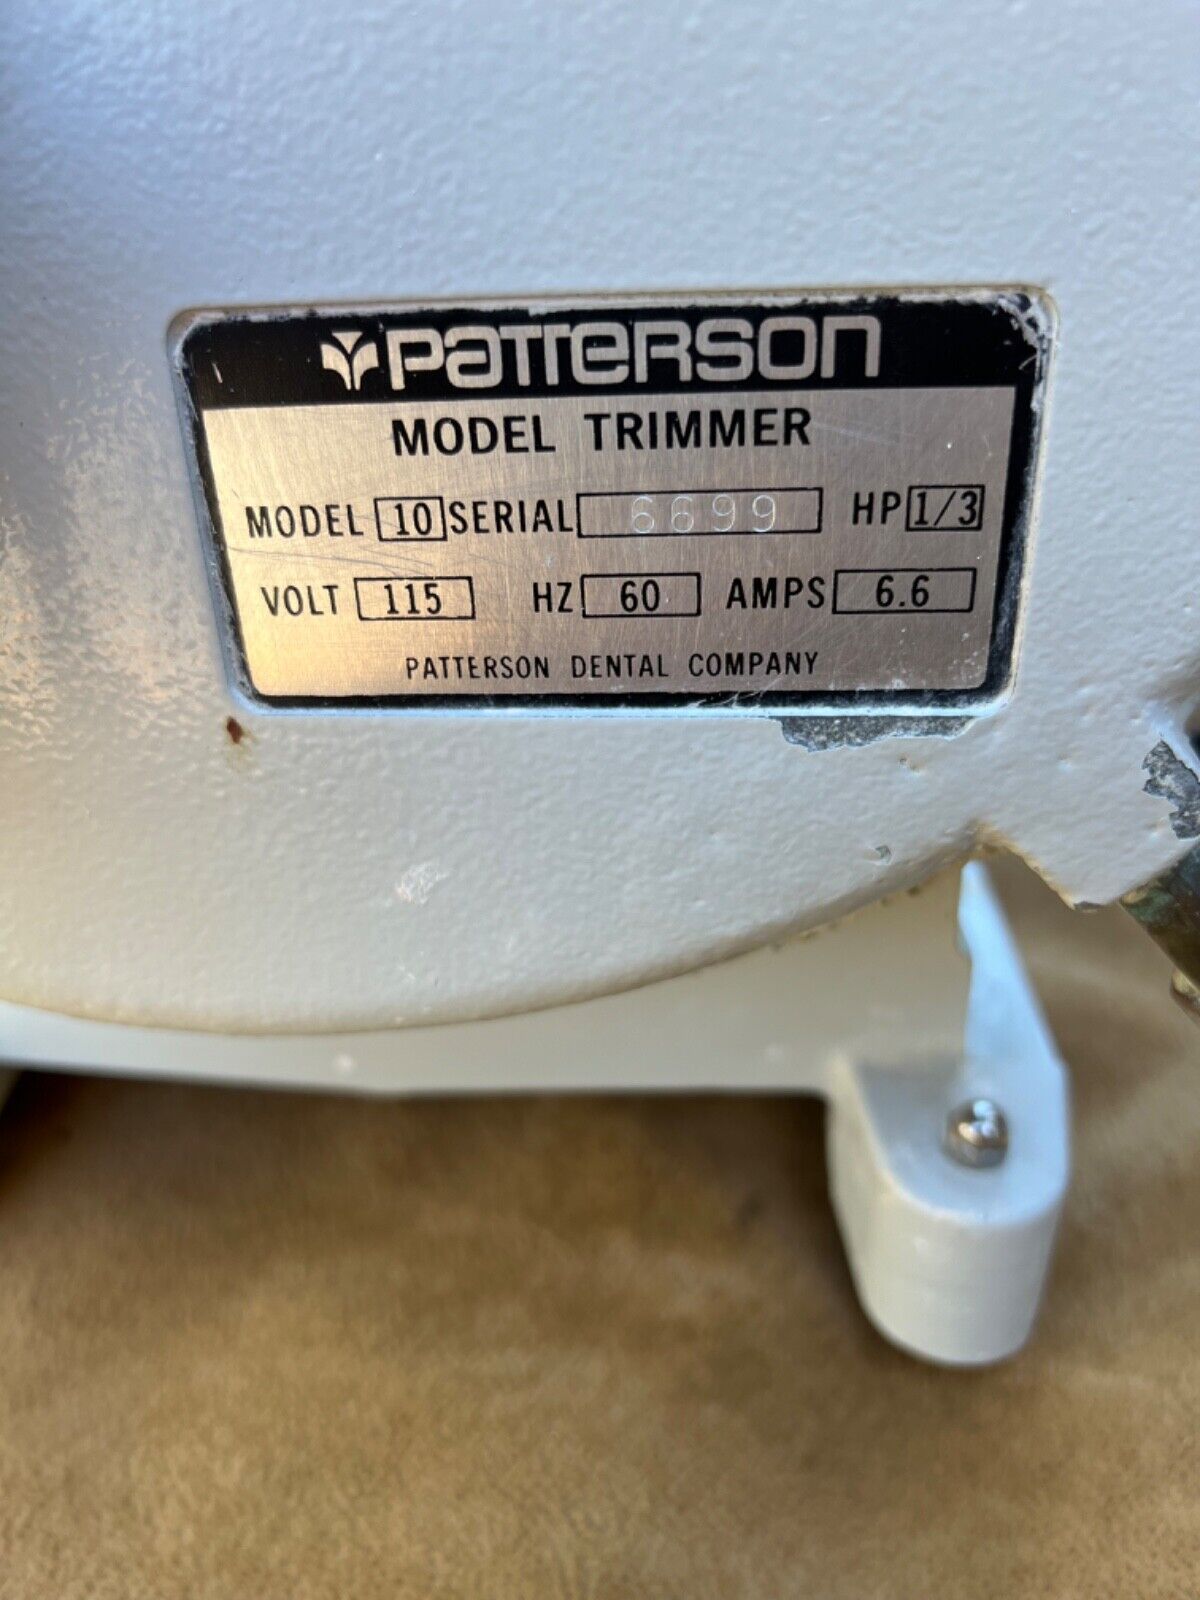 PATTERSON
MODEL TRIMMER
MODEL 10 SERIAL 6699 HP 1/3
VOLT 115 HZ 60 AMPS 6.6
PATTERSON DENTAL COMPANY